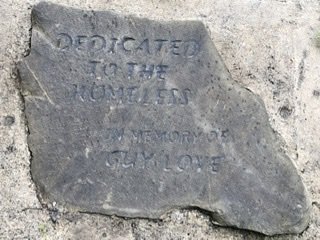 DEDICATED
TO THE
HOMELESS
IN MEMORY OF
GUY LOVE